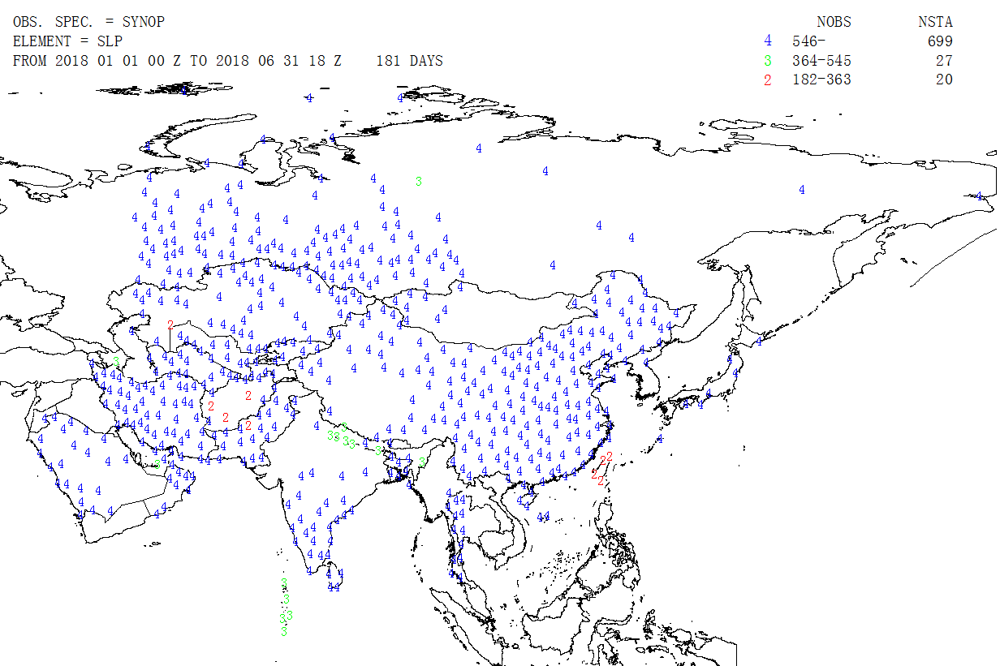 OBS. SPEC. = SYNOP
ELEMENT = SLP
FROM 2018 01 01 00 Z TO 2018 06 31 18 Z 181 DAYS
NOBS NSTA
4 546- 699
3 364-545 27
2 182-363 20